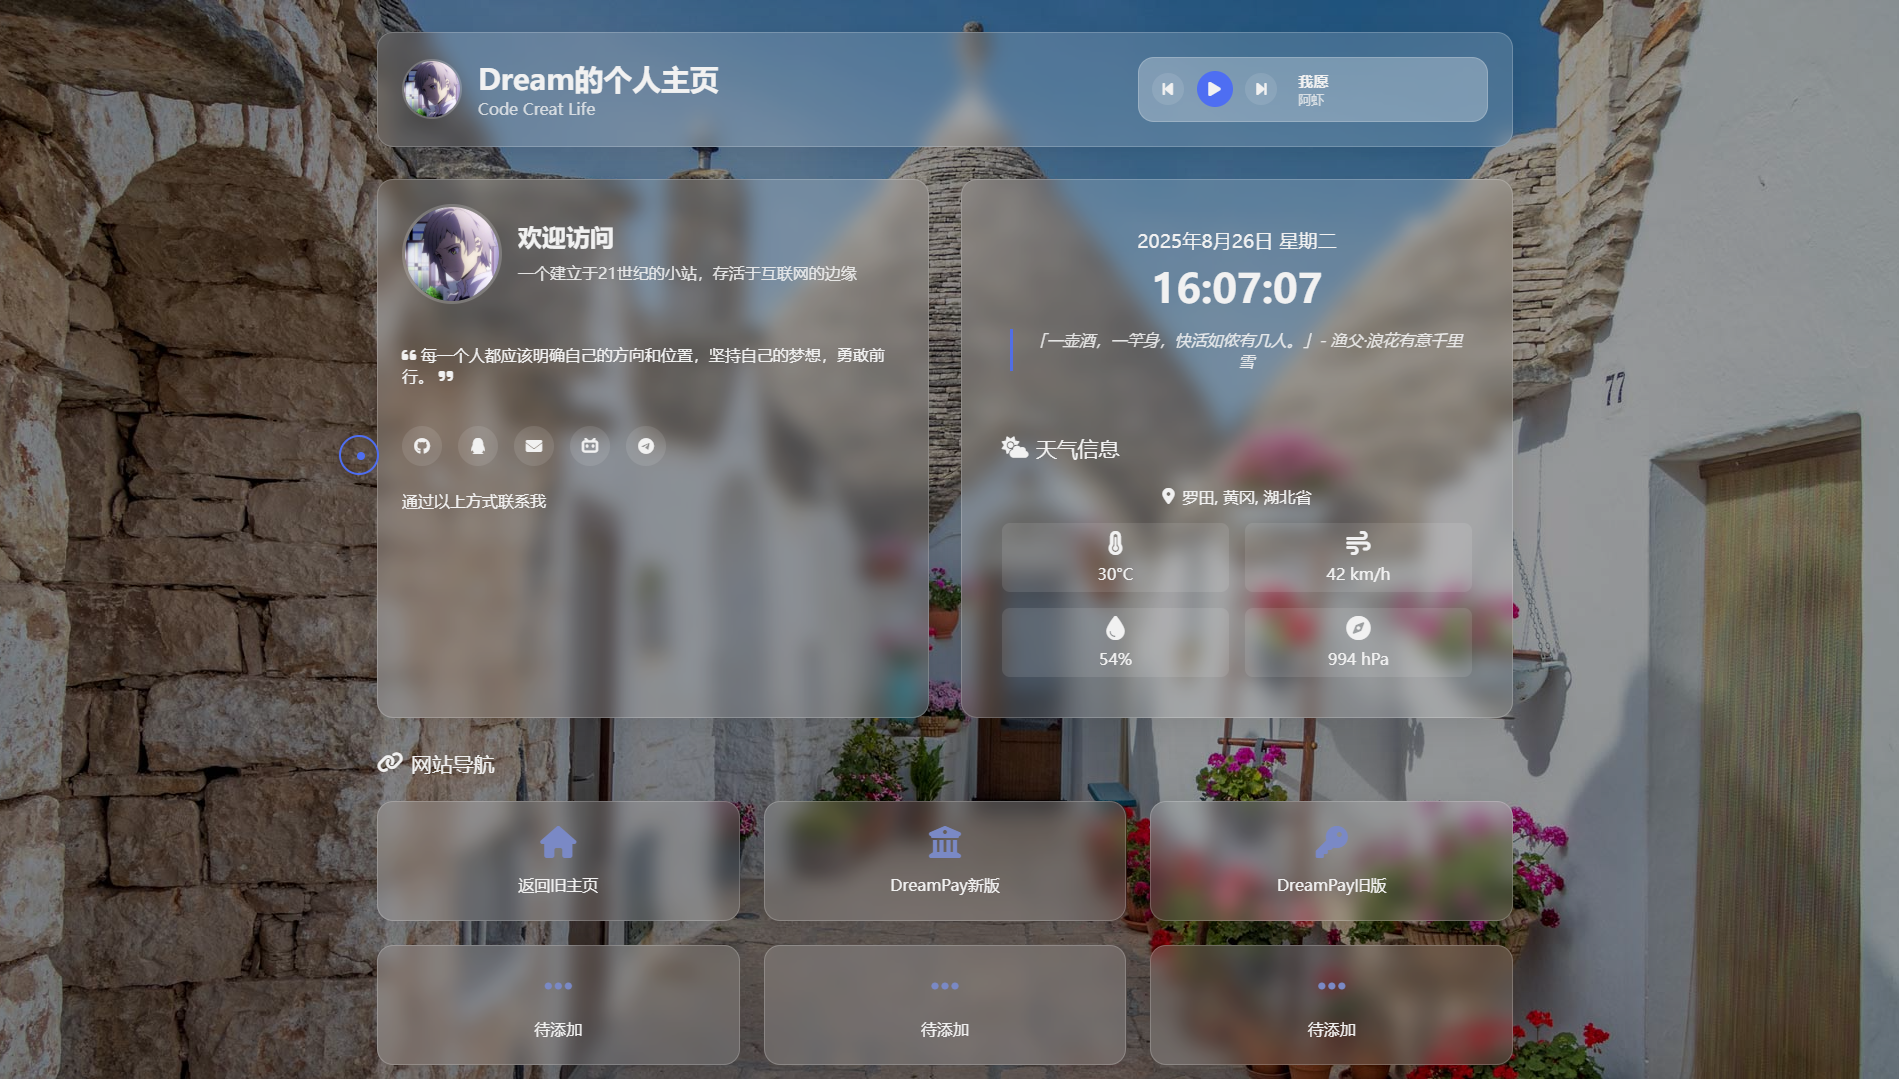 Dream的个人主页
Code Creat Life
我愿
阿虾
欢迎访问
一个建立于21世纪的小站，存活于互联网的边缘
每一个人都应该明确自己的方向和位置，坚持自己的梦想，勇敢前
行。
通过以上方式联系我
2025年8月26日 星期二
16:07:07
「一壶酒，一竿身，快活如侬有几人。」- 渔父·浪花有意千里
雪
天气信息
罗田, 黄冈, 湖北省
30°C
42 km/h
54%
994 hPa
77
网站导航
返回旧主页
DreamPay新版
DreamPay旧版
待添加
待添加
待添加